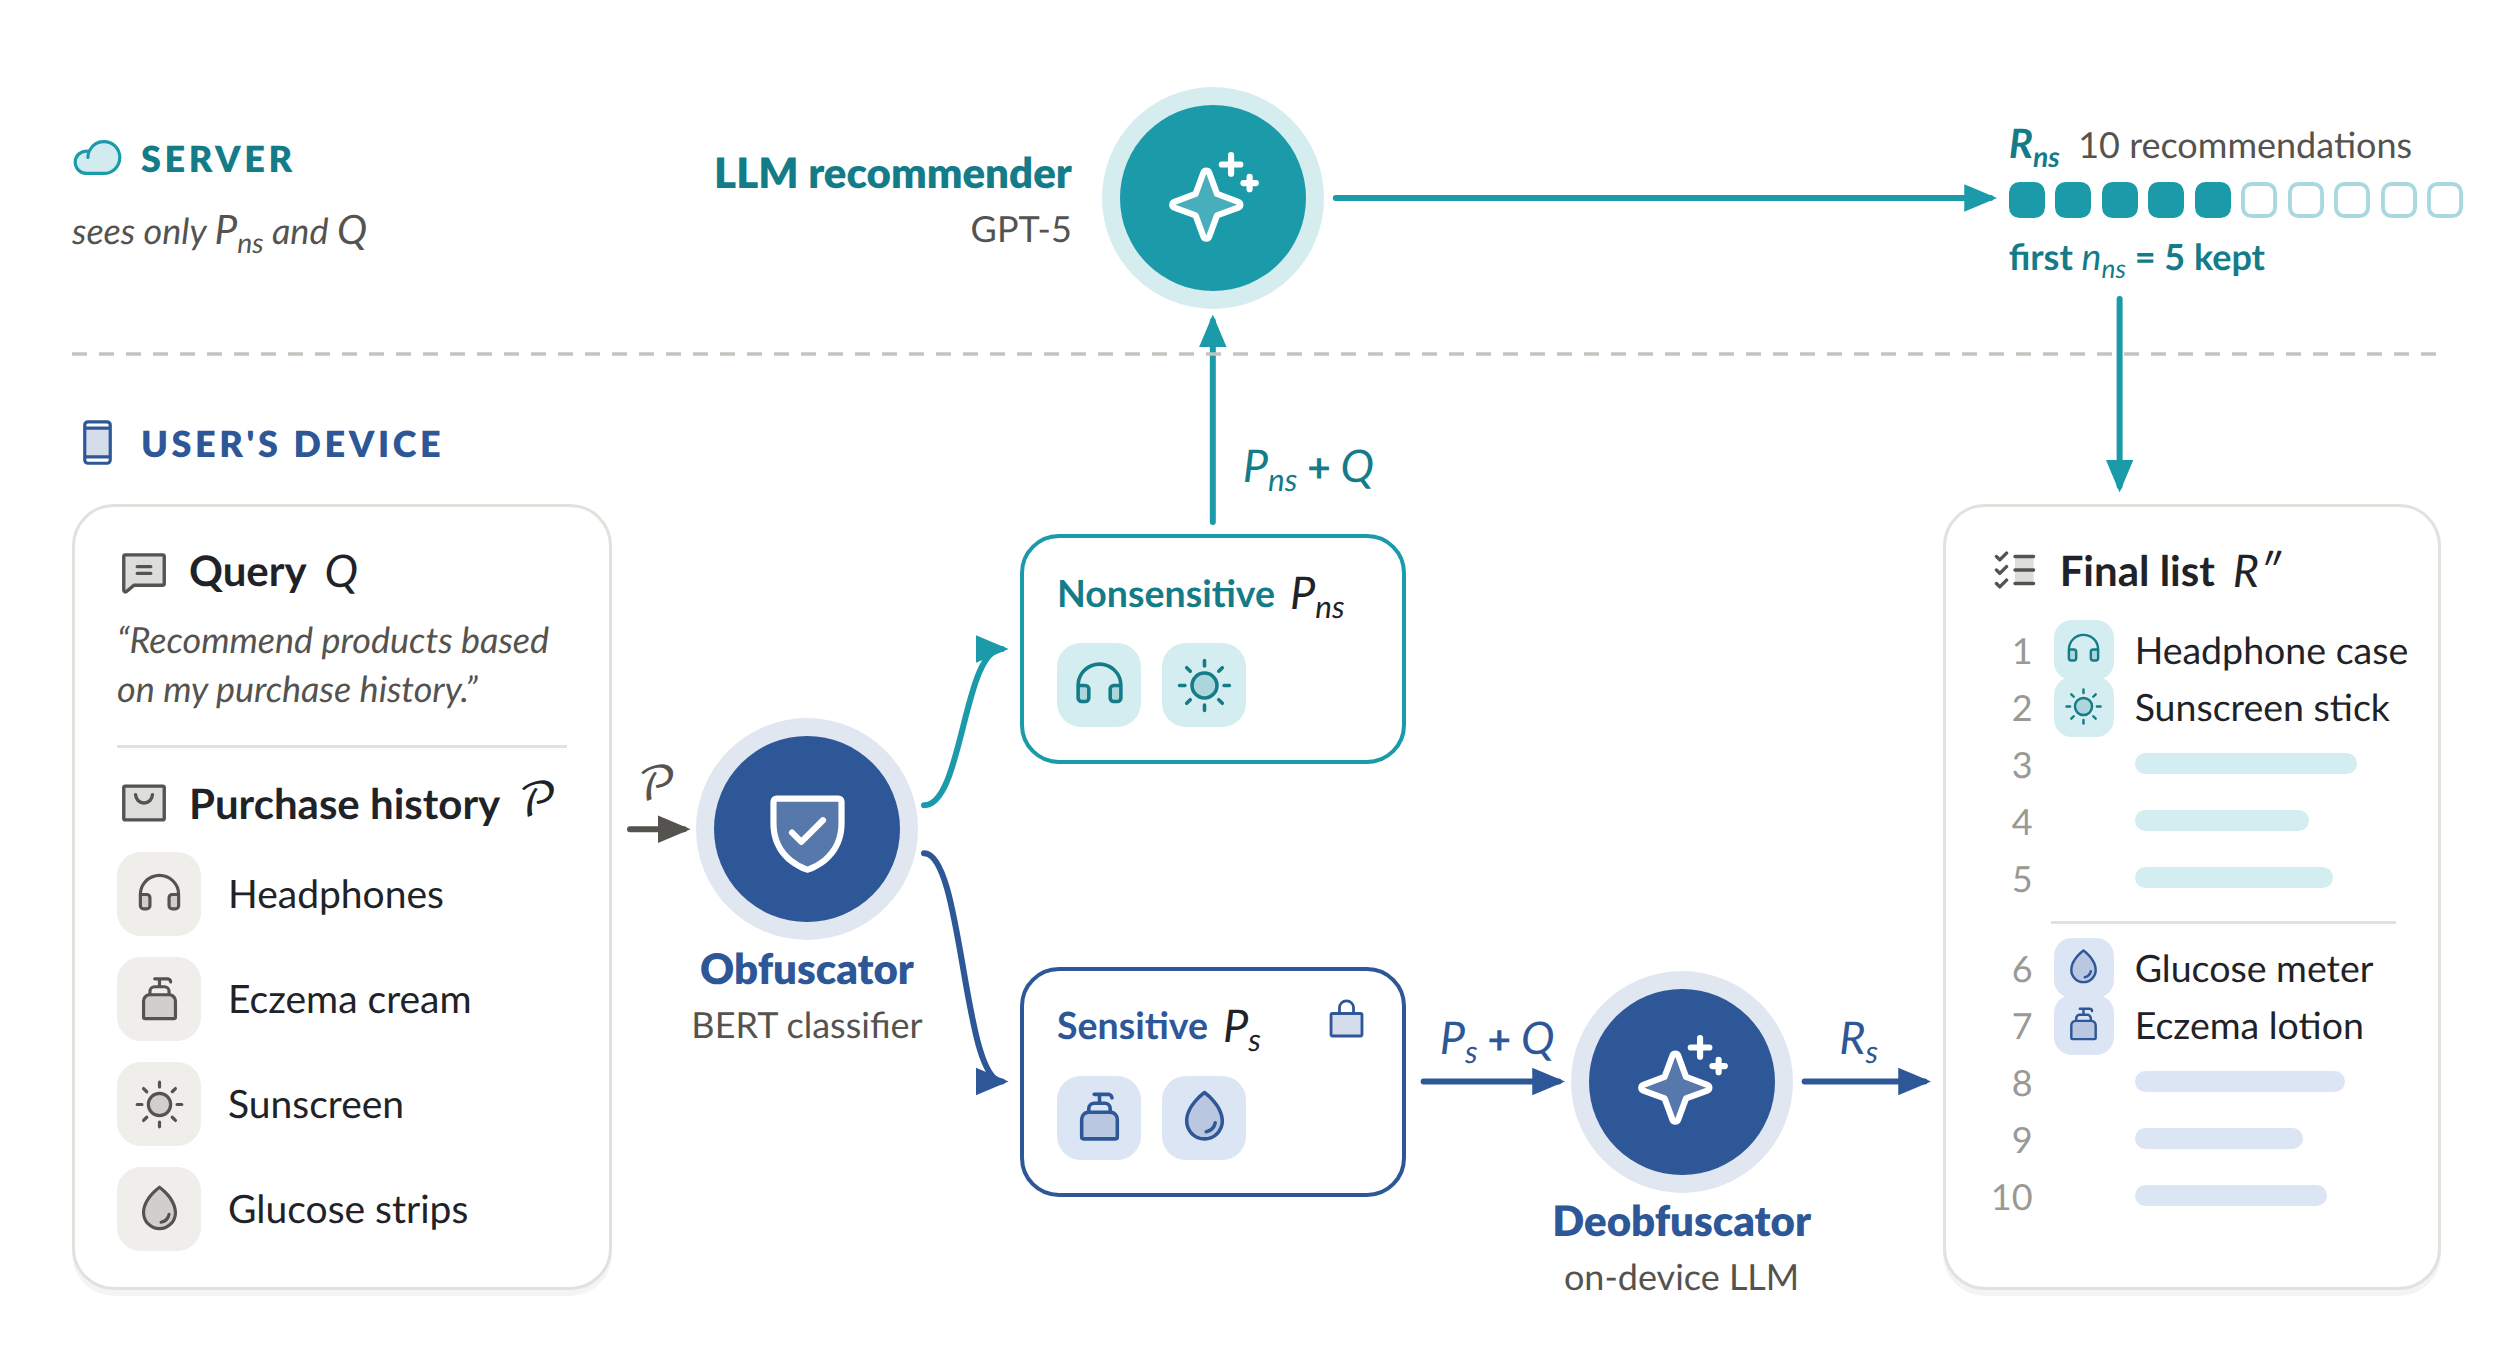 SERVER
sees only Pns and Q
LLM recommender
GPT-5
Rns 10 recommendations
first nns = 5 kept
USER'S DEVICE
Pns + Q
Query Q
“Recommend products based
on my purchase history.”
Purchase history 𝒫
Headphones
Eczema cream
Sunscreen
Glucose strips
𝒫
Obfuscator
BERT classifier
Nonsensitive Pns
Sensitive Ps
Ps + Q
Deobfuscator
on-device LLM
Rs
Final list R″
1 Headphone case
2 Sunscreen stick
3
4
5
6 Glucose meter
7 Eczema lotion
8
9
10